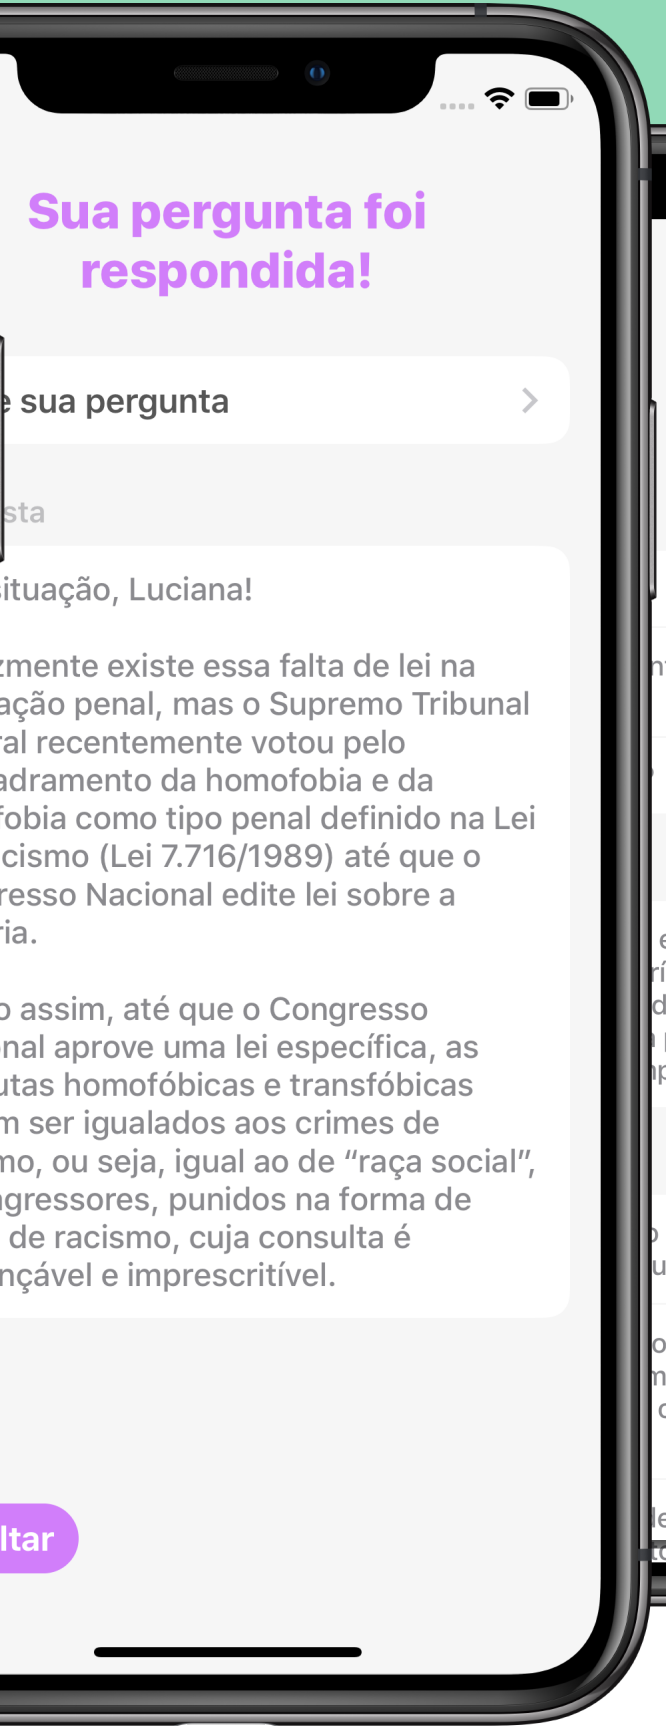 Sua pergunta foi
respondida!
sua pergunta
sta
situação, Luciana!
zmente existe essa falta de lei na
ação penal, mas o Supremo Tribunal
ral recentemente votou pelo
adramento da homofobia e da
fobia como tipo penal definido na Lei
cismo (Lei 7.716/1989) até que o
resso Nacional edite lei sobre a
ria.
o assim, até que o Congresso
onal aprove uma lei específica, as
utas homofóbicas e transfóbicas
m ser igualados aos crimes de
mo, ou seja, igual ao de “raça social”,
agressores, punidos na forma de
de racismo, cuja consulta é
nçável e imprescritível.
ltar